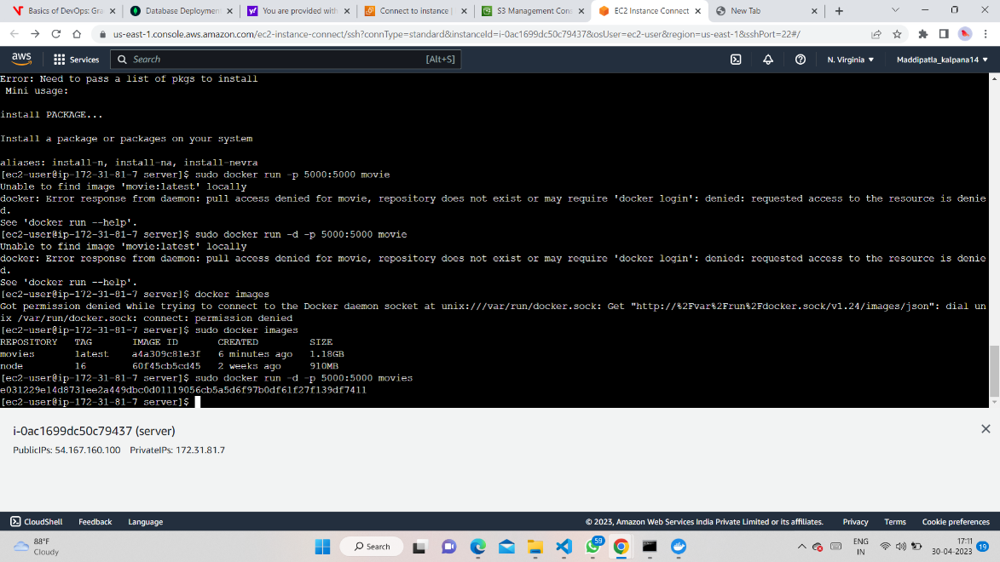 Basics of DevOps: Gra
Database Deploymen
You are provided with
Connect to instance |
S3 Management Cons
EC2 Instance Connect
New Tab
us-east-1.console.aws.amazon.com/ec2-instance-connect/ssh?connType=standard&instanceId=i-0ac1699dc50c79437&osUser=ec2-user&region=us-east-1&sshPort=22#/
aws
Services
Search
[Alt+S]
N. Virginia
Maddipatla_kalpana14
Error: Need to pass a list of pkgs to install
Mini usage:
install PACKAGE...
Install a package or packages on your system
aliases: install-n, install-na, install-nevra
[ec2-user@ip-172-31-81-7 server]$ sudo docker run -p 5000:5000 movie
Unable to find image 'movie:latest' locally
docker: Error response from daemon: pull access denied for movie, repository does not exist or may require 'docker login': denied: requested access to the resource is denie
d.
See 'docker run --help'.
[ec2-user@ip-172-31-81-7 server]$ sudo docker run -d -p 5000:5000 movie
Unable to find image 'movie:latest' locally
docker: Error response from daemon: pull access denied for movie, repository does not exist or may require 'docker login': denied: requested access to the resource is denie
d.
See 'docker run --help'.
[ec2-user@ip-172-31-81-7 server]$ docker images
Got permission denied while trying to connect to the Docker daemon socket at unix:///var/run/docker.sock: Get "http://%2Fvar%2Frun%2Fdocker.sock/v1.24/images/json": dial un
ix /var/run/docker.sock: connect: permission denied
[ec2-user@ip-172-31-81-7 server]$ sudo docker images
REPOSITORY TAG IMAGE ID CREATED SIZE
movies latest a4a309c81e3f 6 minutes ago 1.18GB
node 16 60f45cb5cd45 2 weeks ago 910MB
[ec2-user@ip-172-31-81-7 server]$ sudo docker run -d -p 5000:5000 movies
e031229e14d8731ee2a449dbc0d01119056cb5a5d6f97b0df61f27f139df7411
[ec2-user@ip-172-31-81-7 server]$
i-0ac1699dc50c79437 (server)
PublicIPs: 54.167.160.100 PrivateIPs: 172.31.81.7
CloudShell
Feedback
Language
© 2023, Amazon Web Services India Private Limited or its affiliates.
Privacy
Terms
Cookie preferences
88°F
Cloudy
Search
59
ENG
IN
17:11
30-04-2023
19